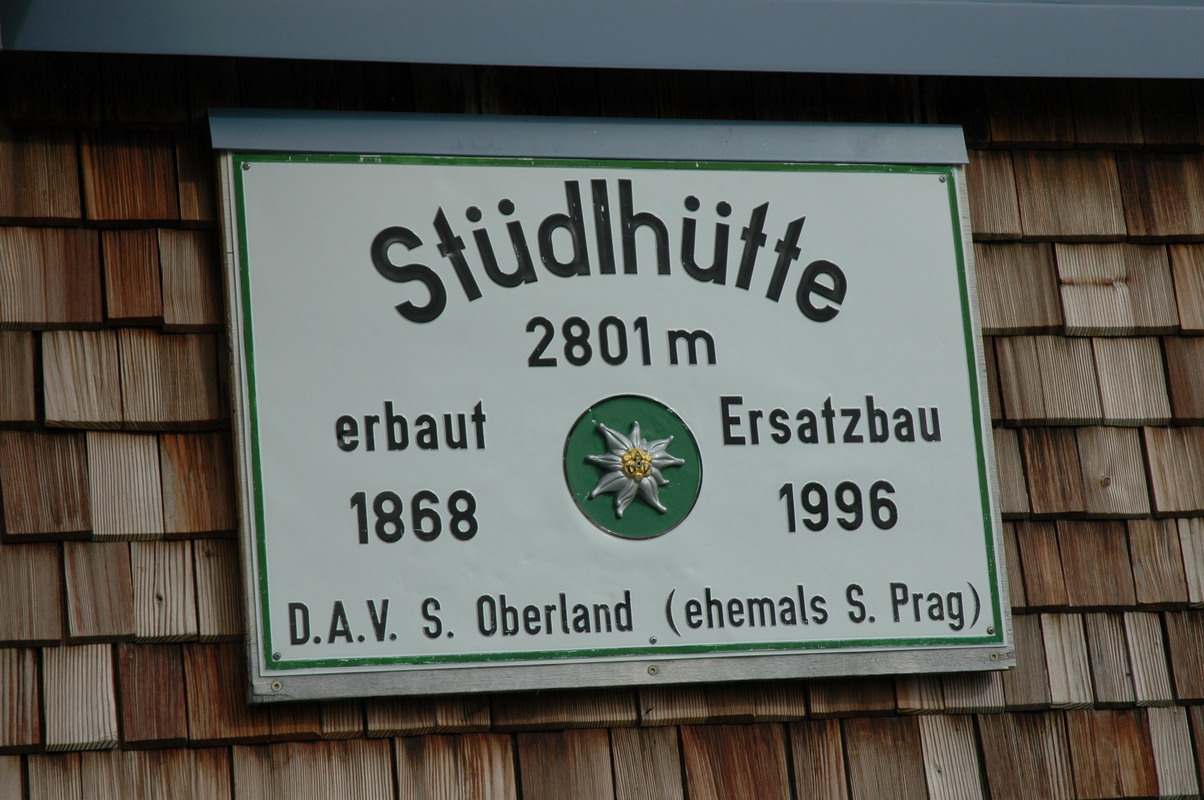 Stüdlhütte
2801 m
erbaut Ersatzbau
1868 1996
D.A.V. S. Oberland (ehemals S. Prag)